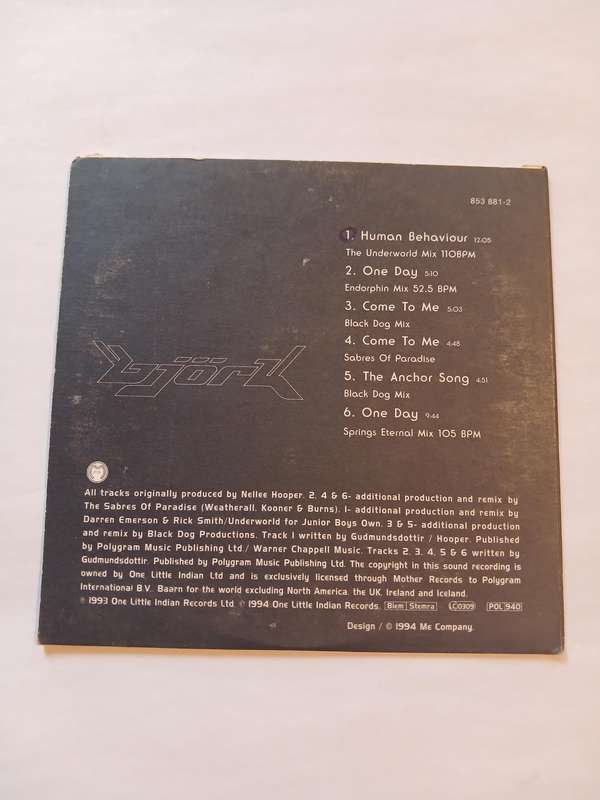 853 881-2
1. Human Behaviour 12:05
The Underworld Mix 110BPM
2. One Day 5:10
Endorphin Mix 52.5 BPM
3. Come To Me 5:03
Black Dog Mix
4. Come To Me 4:48
Sabres Of Paradise
björk
5. The Anchor Song 4:51
Black Dog Mix
6. One Day 9:44
Springs Eternal Mix 105 BPM
All tracks originally produced by Nellee Hooper. 2, 4 & 6- additional production and remix by
The Sabres Of Paradise (Weatherall, Kooner & Burns). 1- additional production and remix by
Darren Emerson & Rick Smith/Underworld for Junior Boys Own. 3 & 5- additional production
and remix by Black Dog Productions. Track 1 written by Gudmundsdottir / Hooper. Published
by Polygram Music Publishing Ltd / Warner Chappell Music. Tracks 2, 3, 4, 5 & 6 written by
Gudmundsdottir. Published by Polygram Music Publishing Ltd. The copyright in this sound recording is
owned by One Little Indian Ltd and is exclusively licensed through Mother Records to Polygram
International B.V. Baarn for the world excluding North America, the UK, Ireland and Iceland.
℗ 1993 One Little Indian Records Ltd. © 1994 One Little Indian Records. Biem Stemra LC0309 POL 940
Design / © 1994 Me Company.